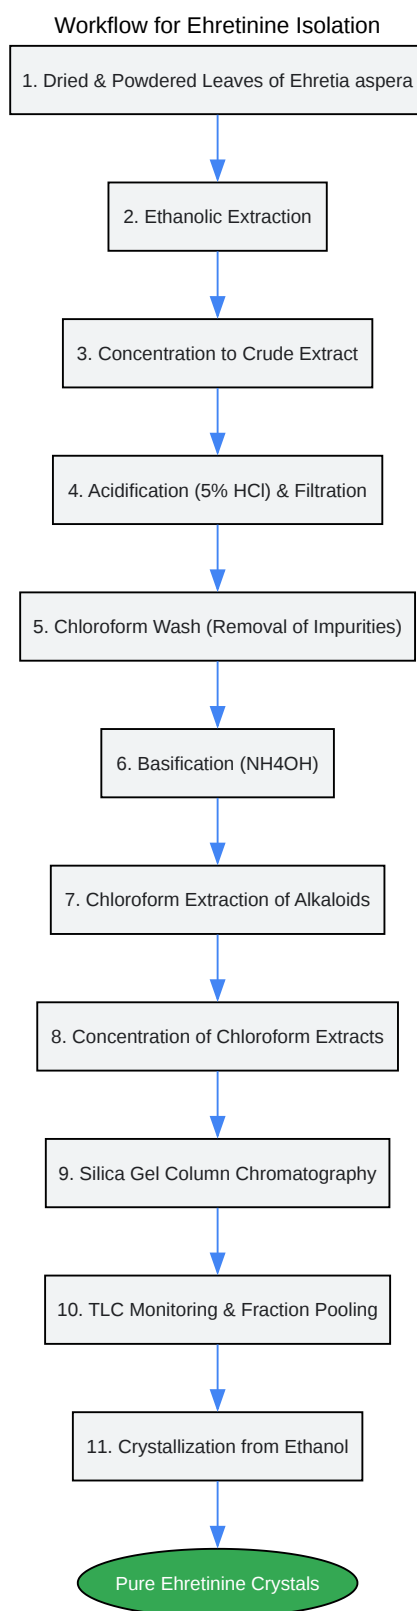 Workflow for Ehretinine Isolation
1. Dried & Powdered Leaves of Ehretia aspera
2. Ethanolic Extraction
3. Concentration to Crude Extract
4. Acidification (5% HCl) & Filtration
5. Chloroform Wash (Removal of Impurities)
6. Basification (NH4OH)
7. Chloroform Extraction of Alkaloids
8. Concentration of Chloroform Extracts
9. Silica Gel Column Chromatography
10. TLC Monitoring & Fraction Pooling
11. Crystallization from Ethanol
Pure Ehretinine Crystals